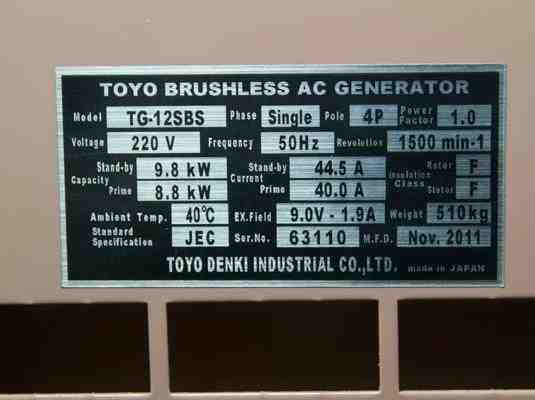 TOYO BRUSHLESS AC GENERATOR
Model TG-12SBS Phase Single Pole 4P Power Factor 1.0
Voltage 220 V Frequency 50Hz Revolution 1500 min-1
Capacity Stand-by 9.8 kW Current Stand-by 44.5 A Insulation Class Rotor F
Prime 8.8 kW Prime 40.0 A Stator F
Ambient Temp. 40℃ EX.Field 9.0V - 1.9A Weight 510kg
Standard Specification JEC Ser.No. 63110 M.F.D. Nov. 2011
TOYO DENKI INDUSTRIAL CO.,LTD. made in JAPAN